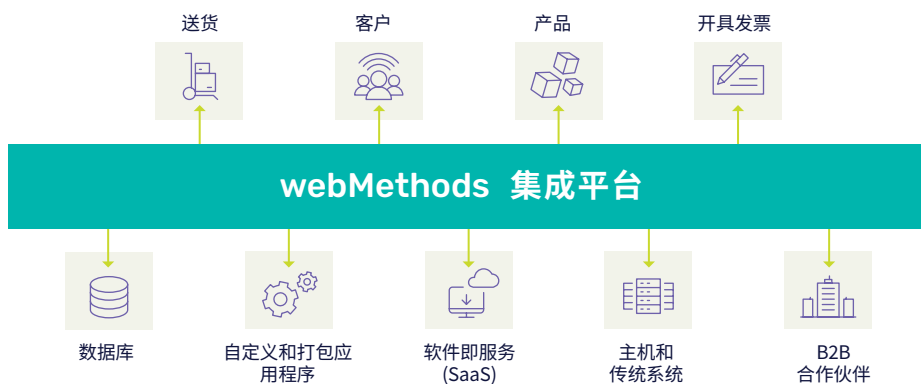 送货
客户
产品
开具发票
webMethods 集成平台
数据库
自定义和打包应
用程序
软件即服务
(SaaS)
主机和
传统系统
B2B
合作伙伴